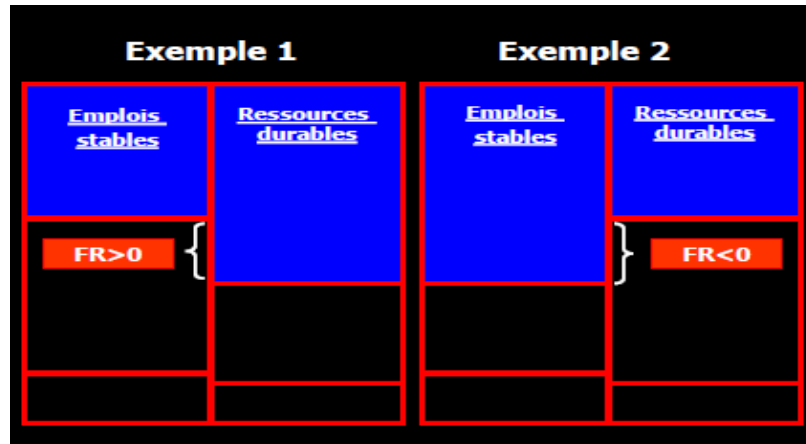 Exemple 1
Exemple 2
Emplois
stables
Ressources
durables
Emplois
stables
Ressources
durables
FR>0
FR<0